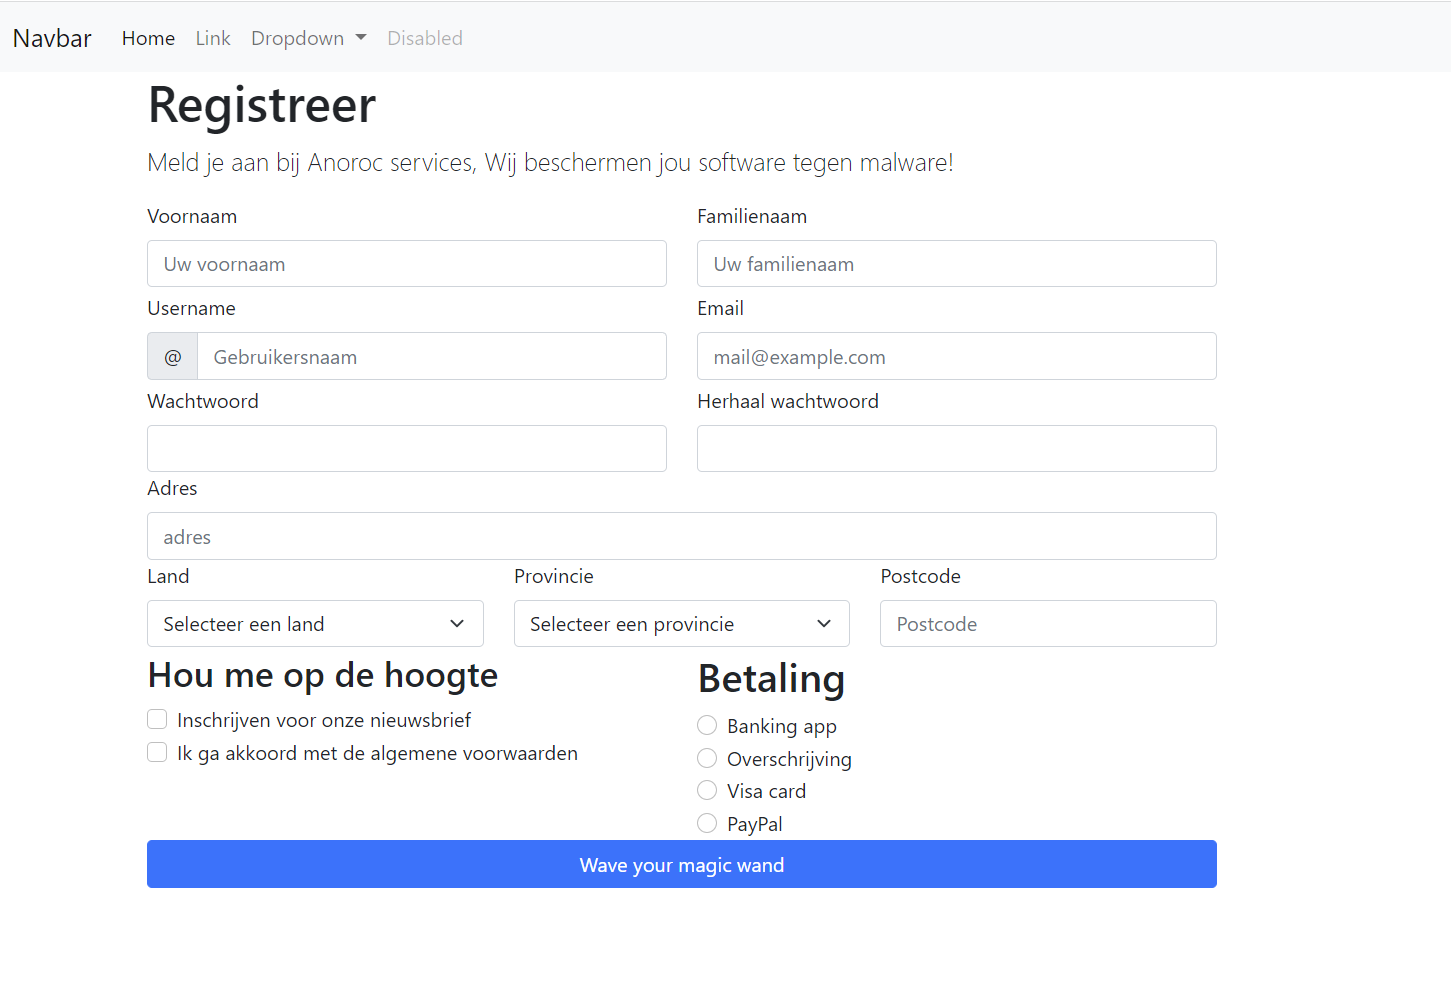 Navbar Home Link Dropdown Disabled
Registreer
Meld je aan bij Anoroc services, Wij beschermen jou software tegen malware!
Voornaam Familienaam
Uw voornaam Uw familienaam
Username Email
@ Gebruikersnaam mail@example.com
Wachtwoord Herhaal wachtwoord
Adres
adres
Land Provincie Postcode
Selecteer een land Selecteer een provincie Postcode
Hou me op de hoogte Betaling
Inschrijven voor onze nieuwsbrief Banking app
Ik ga akkoord met de algemene voorwaarden Overschrijving
Visa card
PayPal
Wave your magic wand